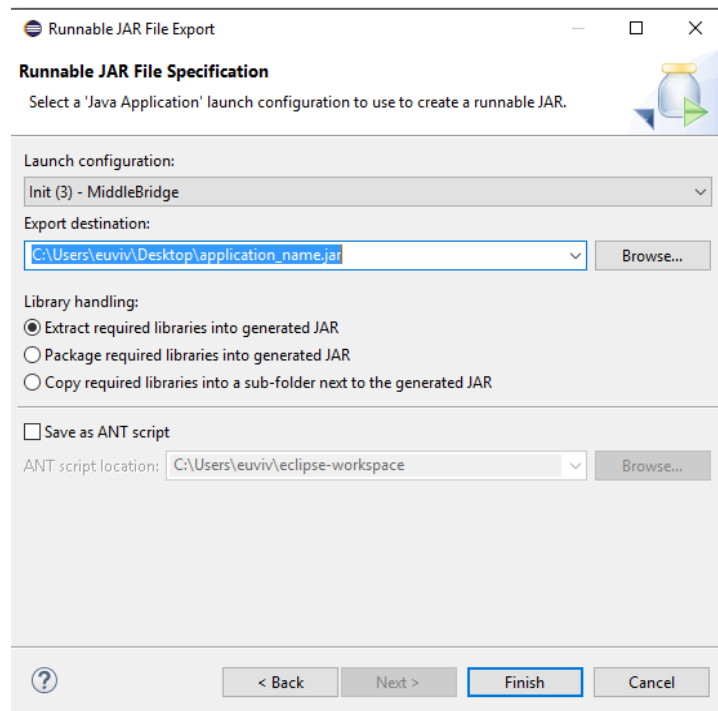 Runnable JAR File Export
Runnable JAR File Specification
Select a 'Java Application' launch configuration to use to create a runnable JAR.
Launch configuration:
Init (3) - MiddleBridge
Export destination:
C:\Users\euviv\Desktop\application_name.jar
Browse...
Library handling:
Extract required libraries into generated JAR
Package required libraries into generated JAR
Copy required libraries into a sub-folder next to the generated JAR
Save as ANT script
ANT script location: C:\Users\euviv\eclipse-workspace
Browse...
? < Back Next > Finish Cancel